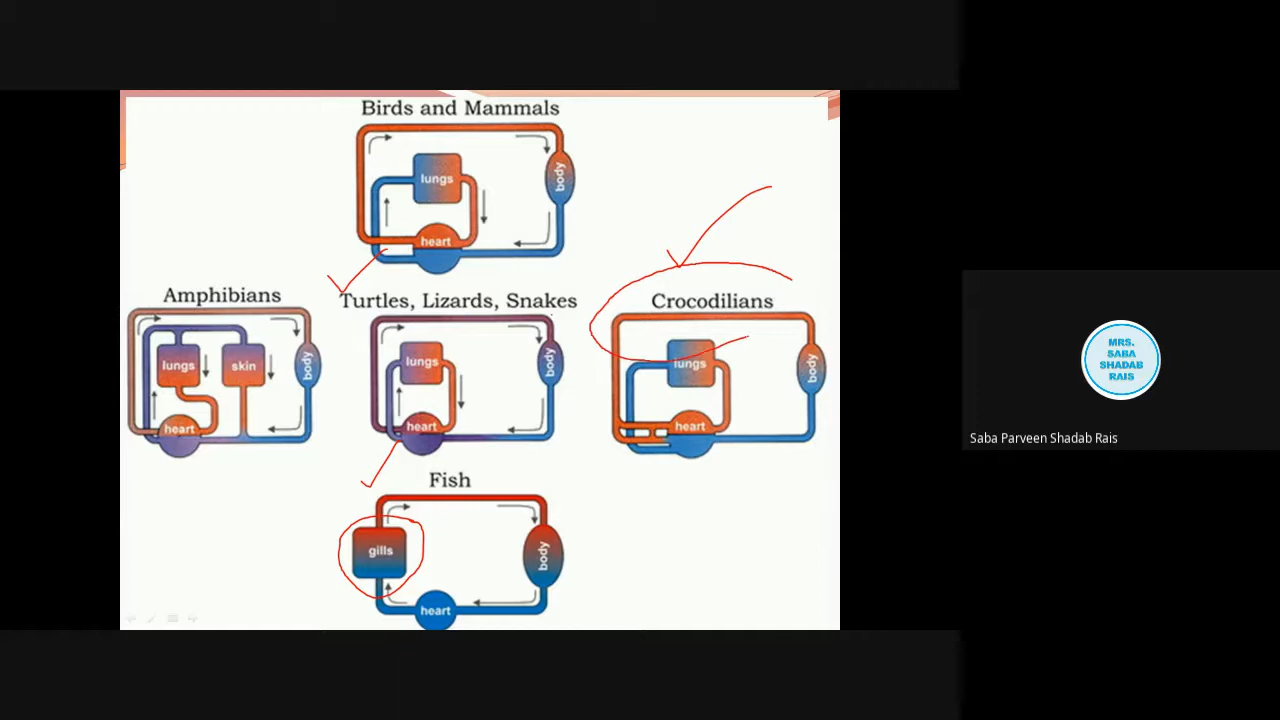 Birds and Mammals
lungs
body
heart
Amphibians
lungs
skin
body
heart
Turtles, Lizards, Snakes
lungs
body
heart
Crocodilians
lungs
body
heart
Fish
gills
body
heart
MRS.
SABA
SHADAB
RAIS
Saba Parveen Shadab Rais